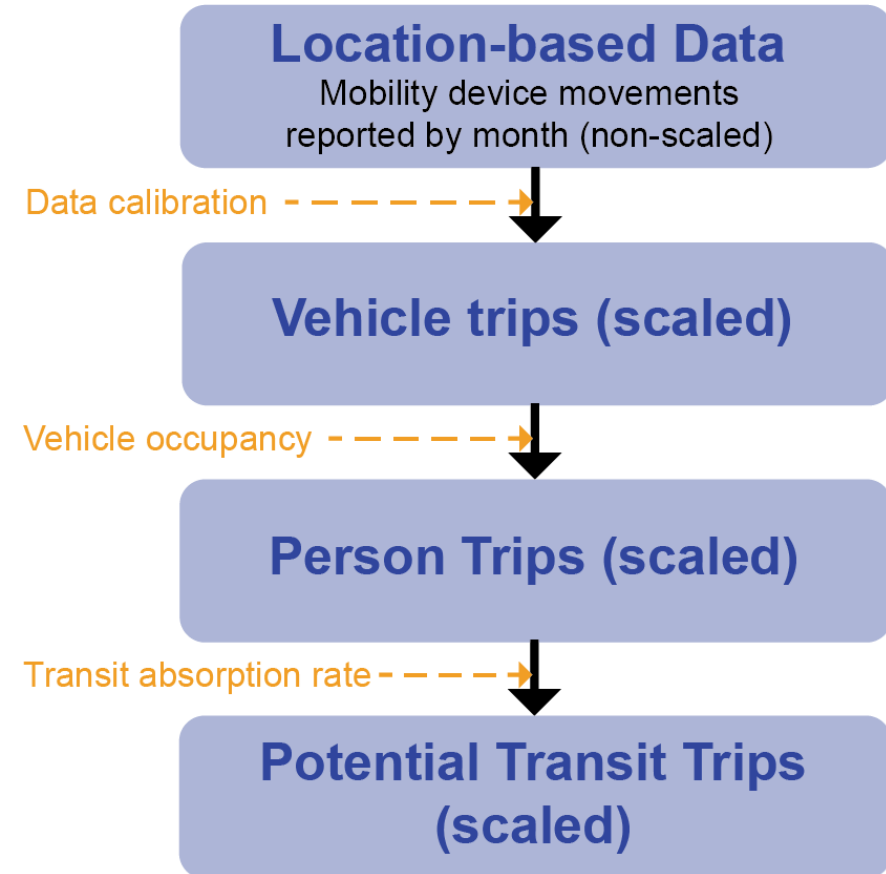 Location-based Data
Mobility device movements
reported by month (non-scaled)
Data calibration
Vehicle trips (scaled)
Vehicle occupancy
Person Trips (scaled)
Transit absorption rate
Potential Transit Trips
(scaled)